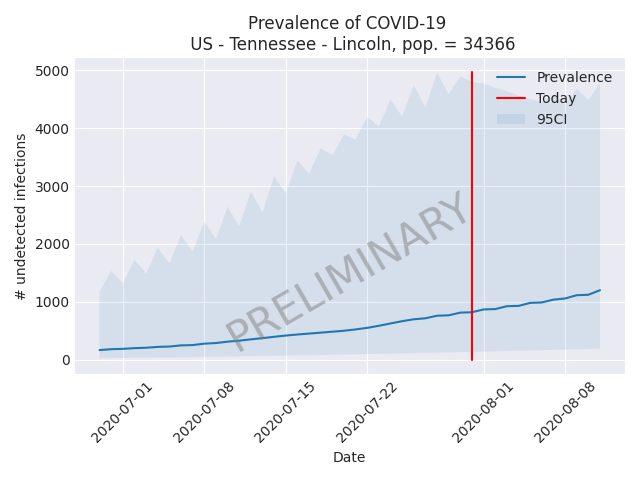 Prevalence of COVID-19
US - Tennessee - Lincoln, pop. = 34366
5000
4000
3000
2000
1000
0
# undetected infections
Prevalence
Today
95CI
PRELIMINARY
2020-07-01
2020-07-08
2020-07-15
2020-07-22
2020-08-01
2020-08-08
Date